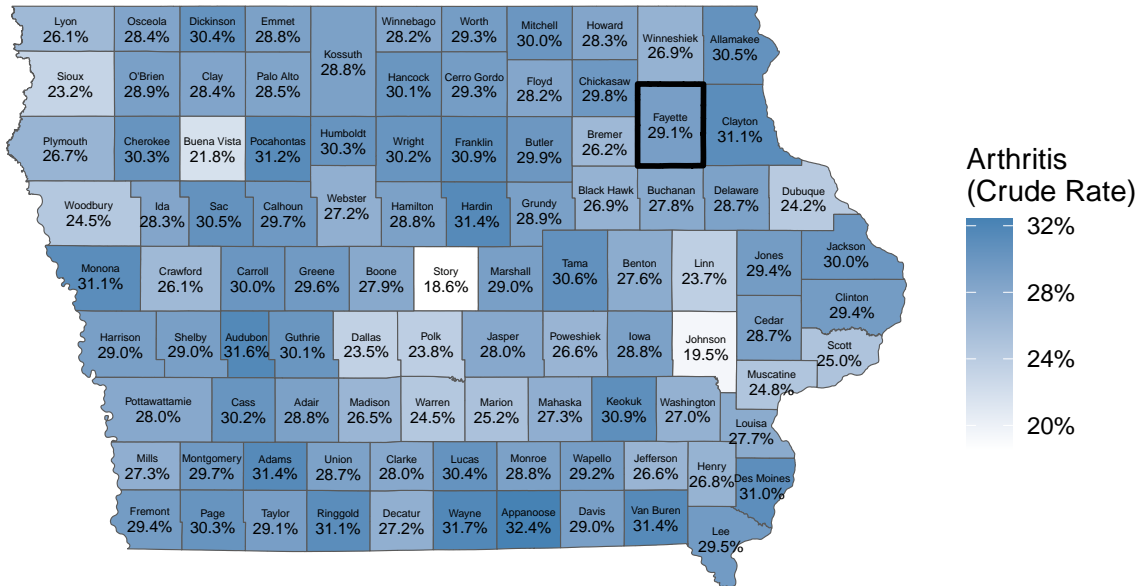 Lyon
26.1%
Osceola
28.4%
Dickinson
30.4%
Emmet
28.8%
Winnebago
28.2%
Worth
29.3%
Mitchell
30.0%
Howard
28.3%
Winneshiek
26.9%
Allamakee
30.5%
Kossuth
28.8%
Sioux
23.2%
O'Brien
28.9%
Clay
28.4%
Palo Alto
28.5%
Hancock
30.1%
Cerro Gordo
29.3%
Floyd
28.2%
Chickasaw
29.8%
Fayette
29.1%
Clayton
31.1%
Plymouth
26.7%
Cherokee
30.3%
Buena Vista
21.8%
Pocahontas
31.2%
Humboldt
30.3%
Wright
30.2%
Franklin
30.9%
Butler
29.9%
Bremer
26.2%
Arthritis
(Crude Rate)
32%
28%
24%
20%
Woodbury
24.5%
Ida
28.3%
Sac
30.5%
Calhoun
29.7%
Webster
27.2%
Hamilton
28.8%
Hardin
31.4%
Grundy
28.9%
Black Hawk
26.9%
Buchanan
27.8%
Delaware
28.7%
Dubuque
24.2%
Monona
31.1%
Crawford
26.1%
Carroll
30.0%
Greene
29.6%
Boone
27.9%
Story
18.6%
Marshall
29.0%
Tama
30.6%
Benton
27.6%
Linn
23.7%
Jones
29.4%
Jackson
30.0%
Clinton
29.4%
Harrison
29.0%
Shelby
29.0%
Audubon
31.6%
Guthrie
30.1%
Dallas
23.5%
Polk
23.8%
Jasper
28.0%
Poweshiek
26.6%
Iowa
28.8%
Johnson
19.5%
Cedar
28.7%
Scott
25.0%
Muscatine
24.8%
Pottawattamie
28.0%
Cass
30.2%
Adair
28.8%
Madison
26.5%
Warren
24.5%
Marion
25.2%
Mahaska
27.3%
Keokuk
30.9%
Washington
27.0%
Louisa
27.7%
Mills
27.3%
Montgomery
29.7%
Adams
31.4%
Union
28.7%
Clarke
28.0%
Lucas
30.4%
Monroe
28.8%
Wapello
29.2%
Jefferson
26.6%
Henry
26.8%
Des Moines
31.0%
Fremont
29.4%
Page
30.3%
Taylor
29.1%
Ringgold
31.1%
Decatur
27.2%
Wayne
31.7%
Appanoose
32.4%
Davis
29.0%
Van Buren
31.4%
Lee
29.5%